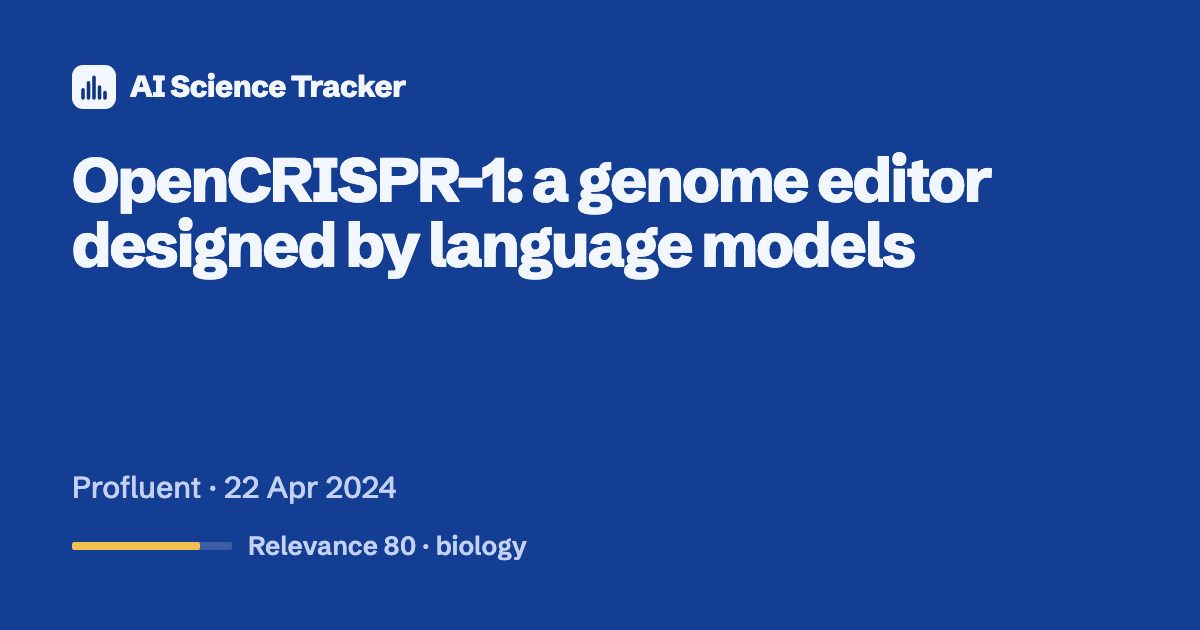 AI Science Tracker
OpenCRISPR-1: a genome editor
designed by language models
Profluent · 22 Apr 2024
Relevance 80 · biology